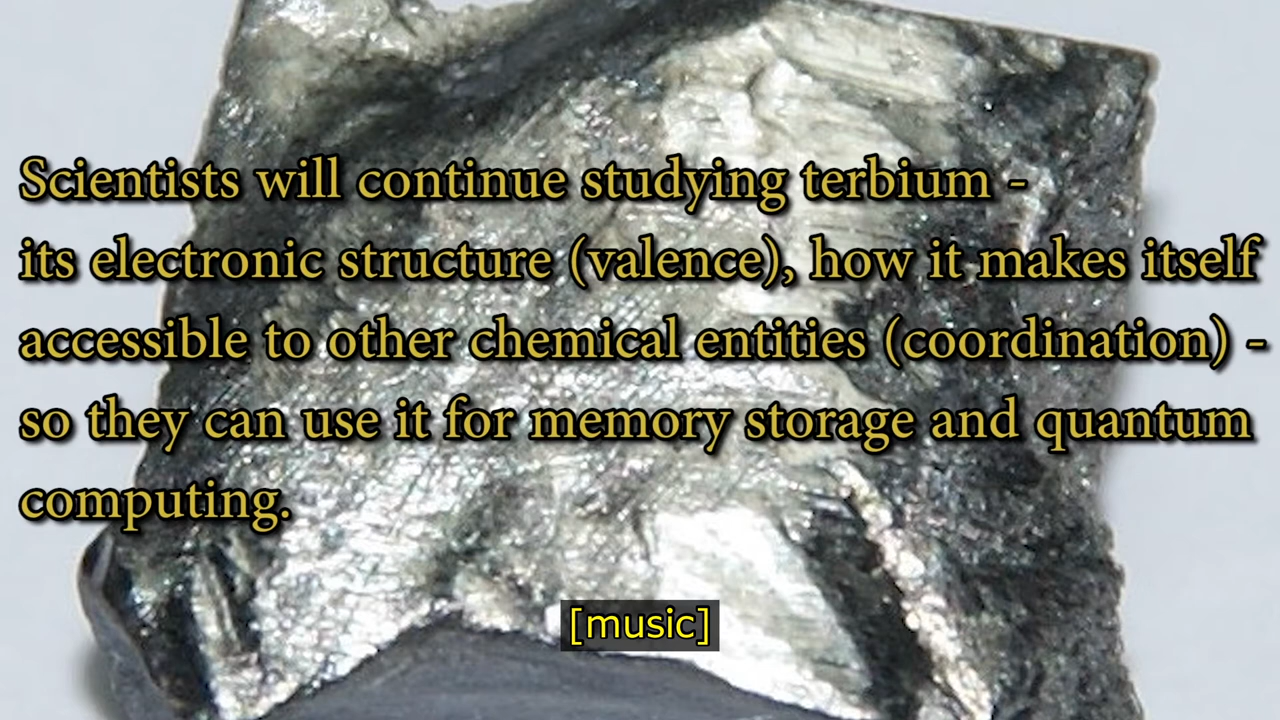 Scientists will continue studying terbium -
its electronic structure (valence), how it makes itself
accessible to other chemical entities (coordination) -
so they can use it for memory storage and quantum
computing.
[music]